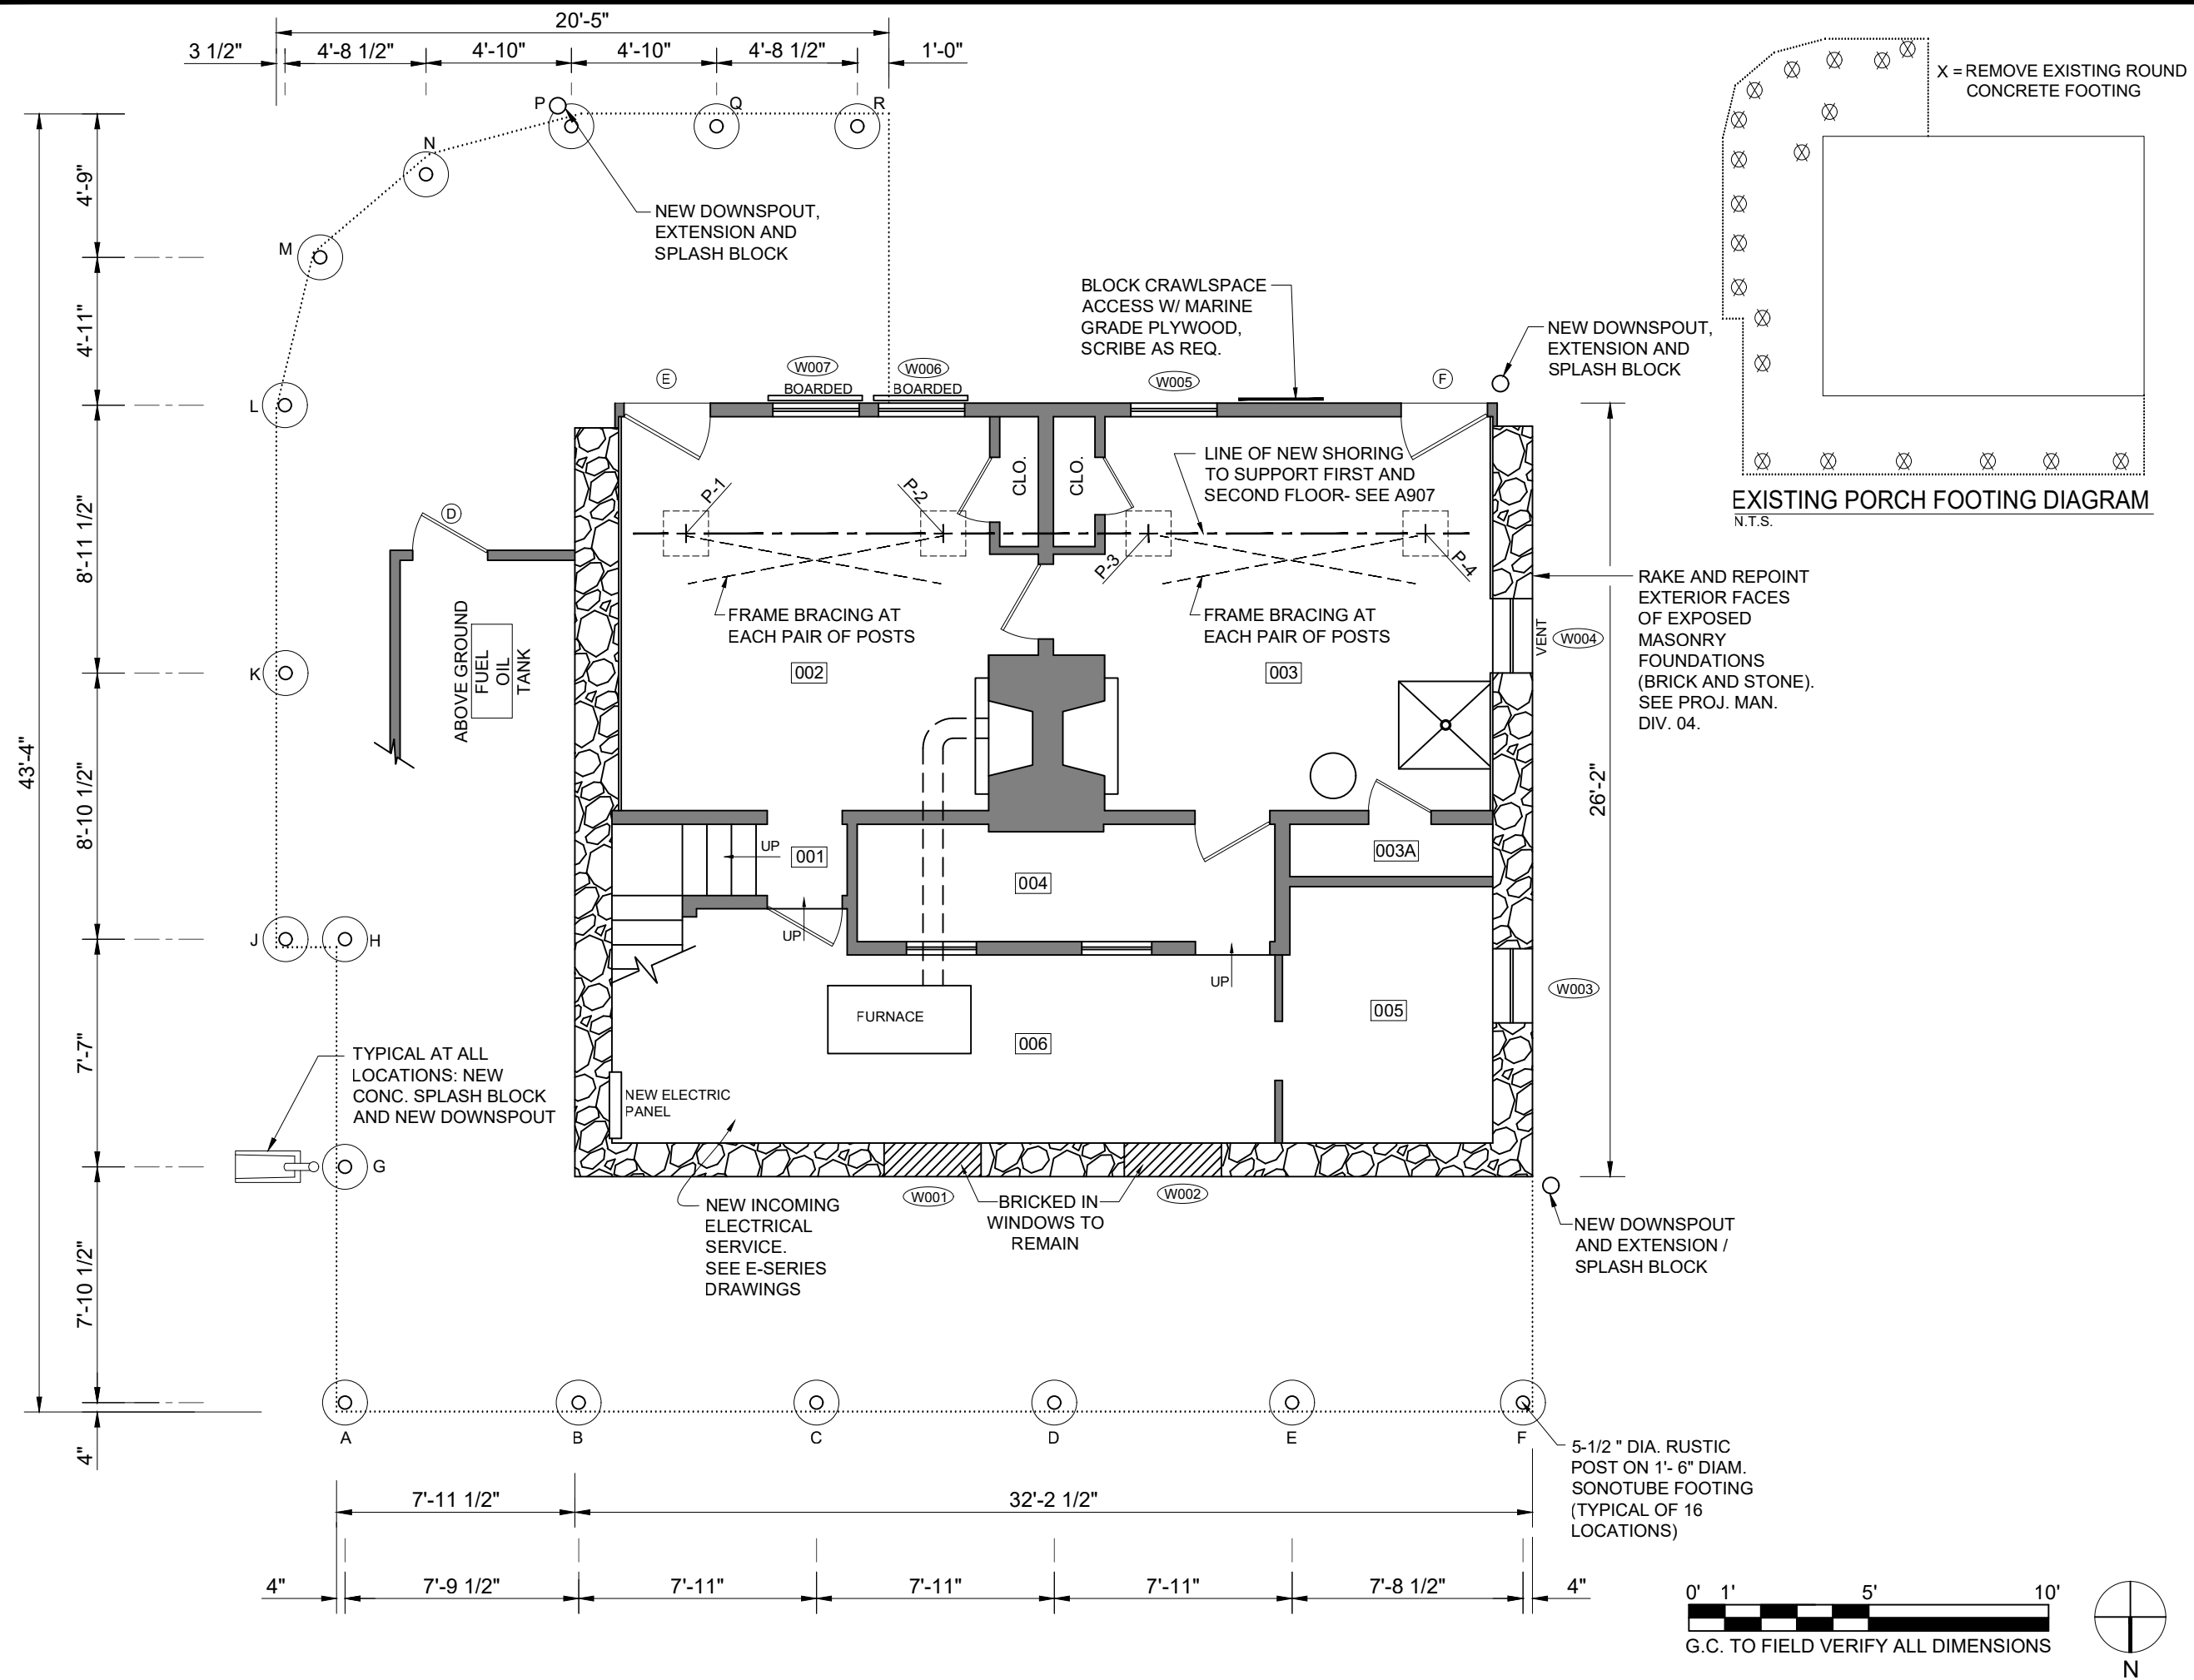 20'-5"
3 1/2"
4'-8 1/2"
4'-10"
4'-10"
4'-8 1/2"
1'-0"
P
Q
R
N
M
L
K
J
H
G
43'-4"
4'-9"
4'-11"
8'-11 1/2"
8'-10 1/2"
7'-7"
7'-10 1/2"
4"
NEW DOWNSPOUT,
EXTENSION AND
SPLASH BLOCK
BLOCK CRAWLSPACE
ACCESS W/ MARINE
GRADE PLYWOOD,
SCRIBE AS REQ.
NEW DOWNSPOUT,
EXTENSION AND
SPLASH BLOCK
X = REMOVE EXISTING ROUND
CONCRETE FOOTING
EXISTING PORCH FOOTING DIAGRAM
N.T.S.
E
W007
BOARDED
W006
BOARDED
W005
F
D
CLO.
CLO.
LINE OF NEW SHORING
TO SUPPORT FIRST AND
SECOND FLOOR- SEE A907
P-1
P-2
P-3
P-4
FRAME BRACING AT
EACH PAIR OF POSTS
FRAME BRACING AT
EACH PAIR OF POSTS
ABOVE GROUND
FUEL
OIL
TANK
002
003
VENT
W004
RAKE AND REPOINT
EXTERIOR FACES
OF EXPOSED
MASONRY
FOUNDATIONS
(BRICK AND STONE).
SEE PROJ. MAN.
DIV. 04.
26'-2"
UP
001
003A
004
UP
UP
005
W003
FURNACE
006
TYPICAL AT ALL
LOCATIONS: NEW
CONC. SPLASH BLOCK
AND NEW DOWNSPOUT
NEW ELECTRIC
PANEL
NEW INCOMING
ELECTRICAL
SERVICE.
SEE E-SERIES
DRAWINGS
W001
BRICKED IN
WINDOWS TO
REMAIN
W002
NEW DOWNSPOUT
AND EXTENSION /
SPLASH BLOCK
A
B
C
D
E
F
5-1/2 " DIA. RUSTIC
POST ON 1'- 6" DIAM.
SONOTUBE FOOTING
(TYPICAL OF 16
LOCATIONS)
7'-11 1/2"
32'-2 1/2"
4"
7'-9 1/2"
7'-11"
7'-11"
7'-11"
7'-8 1/2"
4"
0' 1' 5' 10'
G.C. TO FIELD VERIFY ALL DIMENSIONS
N